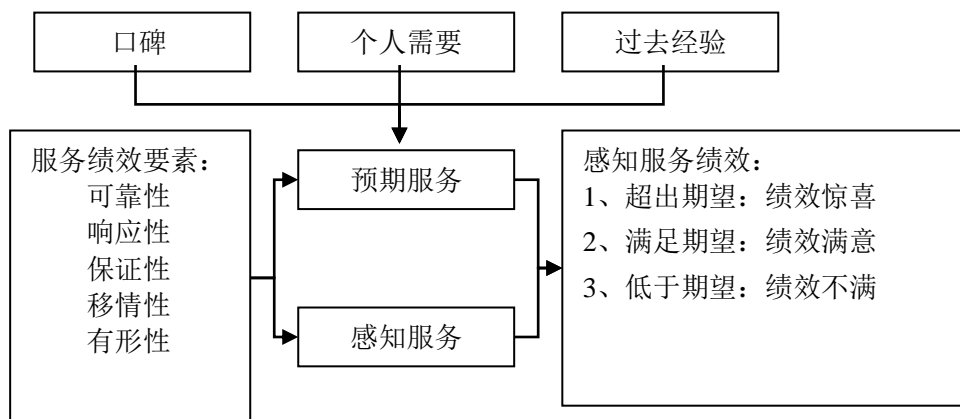 口碑
个人需要
过去经验
服务绩效要素：
可靠性
响应性
保证性
移情性
有形性
预期服务
感知服务
感知服务绩效：
1、超出期望：绩效惊喜
2、满足期望：绩效满意
3、低于期望：绩效不满